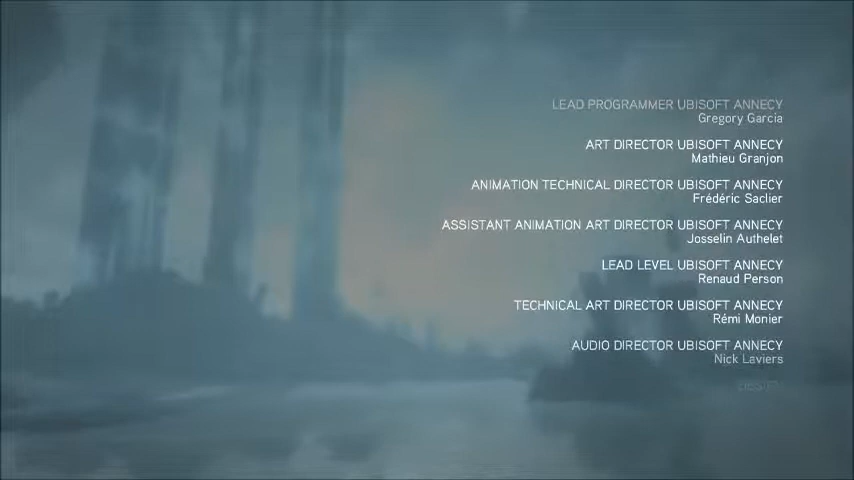 LEAD PROGRAMMER UBISOFT ANNECY
Gregory Garcia
ART DIRECTOR UBISOFT ANNECY
Mathieu Granjon
ANIMATION TECHNICAL DIRECTOR UBISOFT ANNECY
Frédéric Saclier
ASSISTANT ANIMATION ART DIRECTOR UBISOFT ANNECY
Josselin Authelet
LEAD LEVEL UBISOFT ANNECY
Renaud Person
TECHNICAL ART DIRECTOR UBISOFT ANNECY
Rémi Monier
AUDIO DIRECTOR UBISOFT ANNECY
Nick Laviers